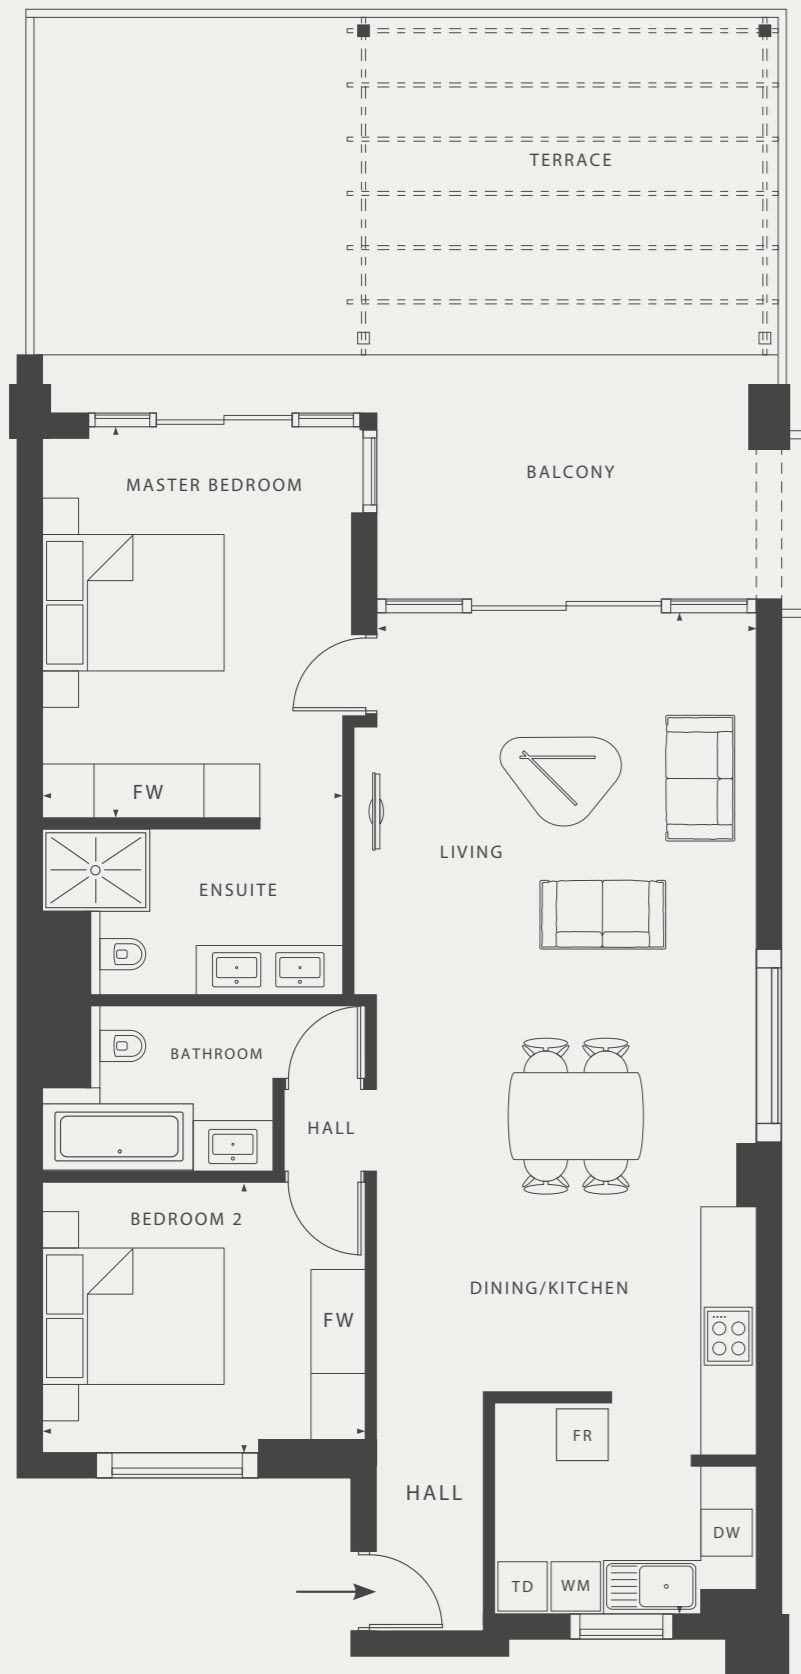 TERRACE
BALCONY
MASTER BEDROOM
FW
LIVING
ENSUITE
BATHROOM
HALL
BEDROOM 2
DINING/KITCHEN
FW
FR
HALL
DW
TD
WM